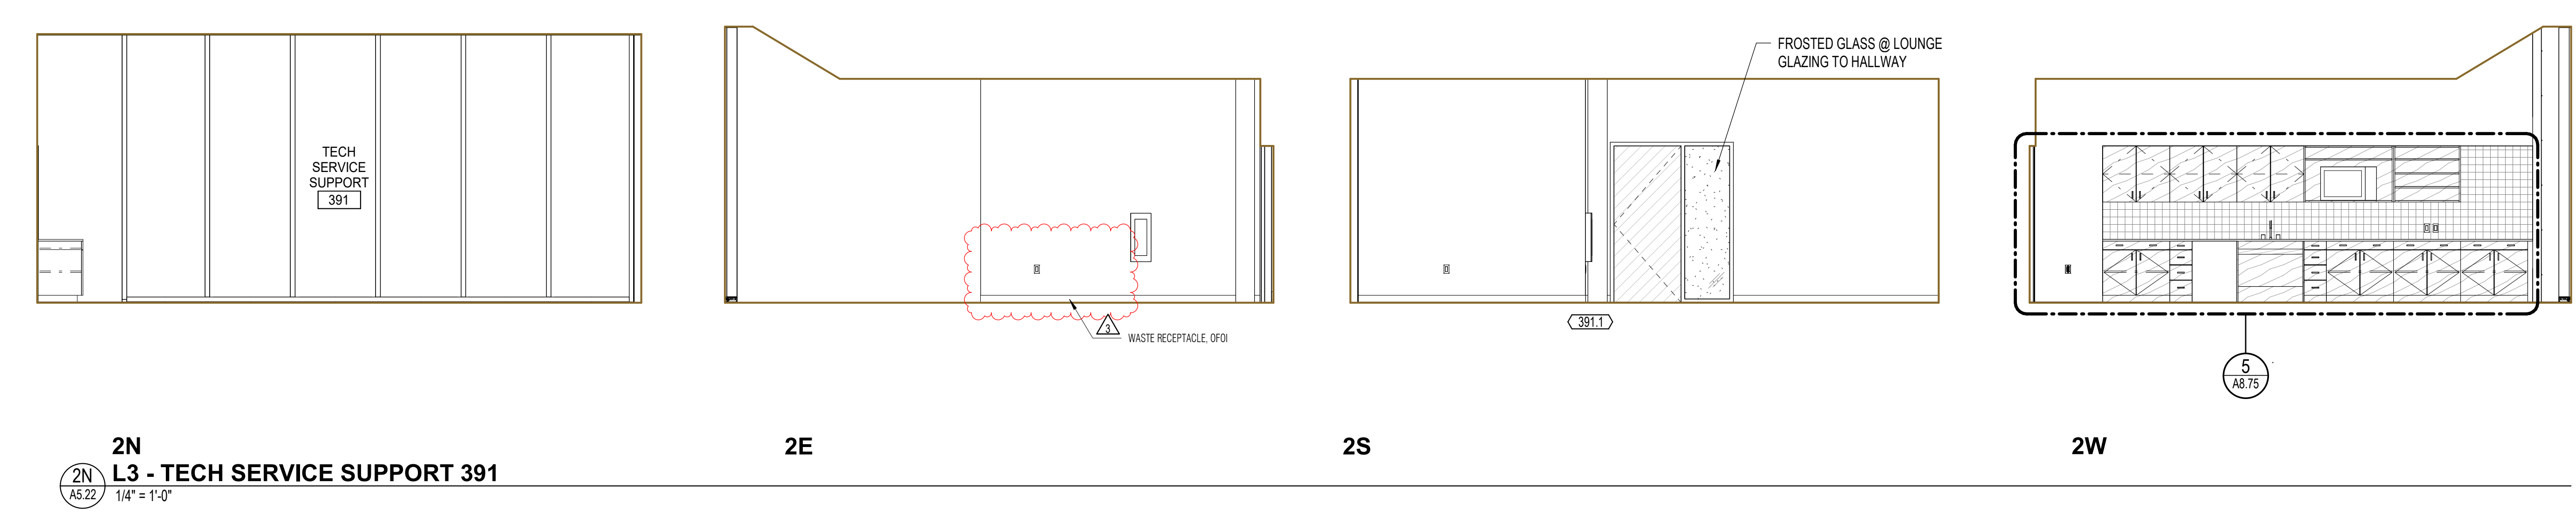 FROSTED GLASS @ LOUNGE
GLAZING TO HALLWAY
TECH
SERVICE
SUPPORT
391
3
WASTE RECEPTACLE, OFOI
391.1
5
A8.75
2N
2E
2S
2W
2N
A5.22
L3 - TECH SERVICE SUPPORT 391
1/4" = 1'-0"